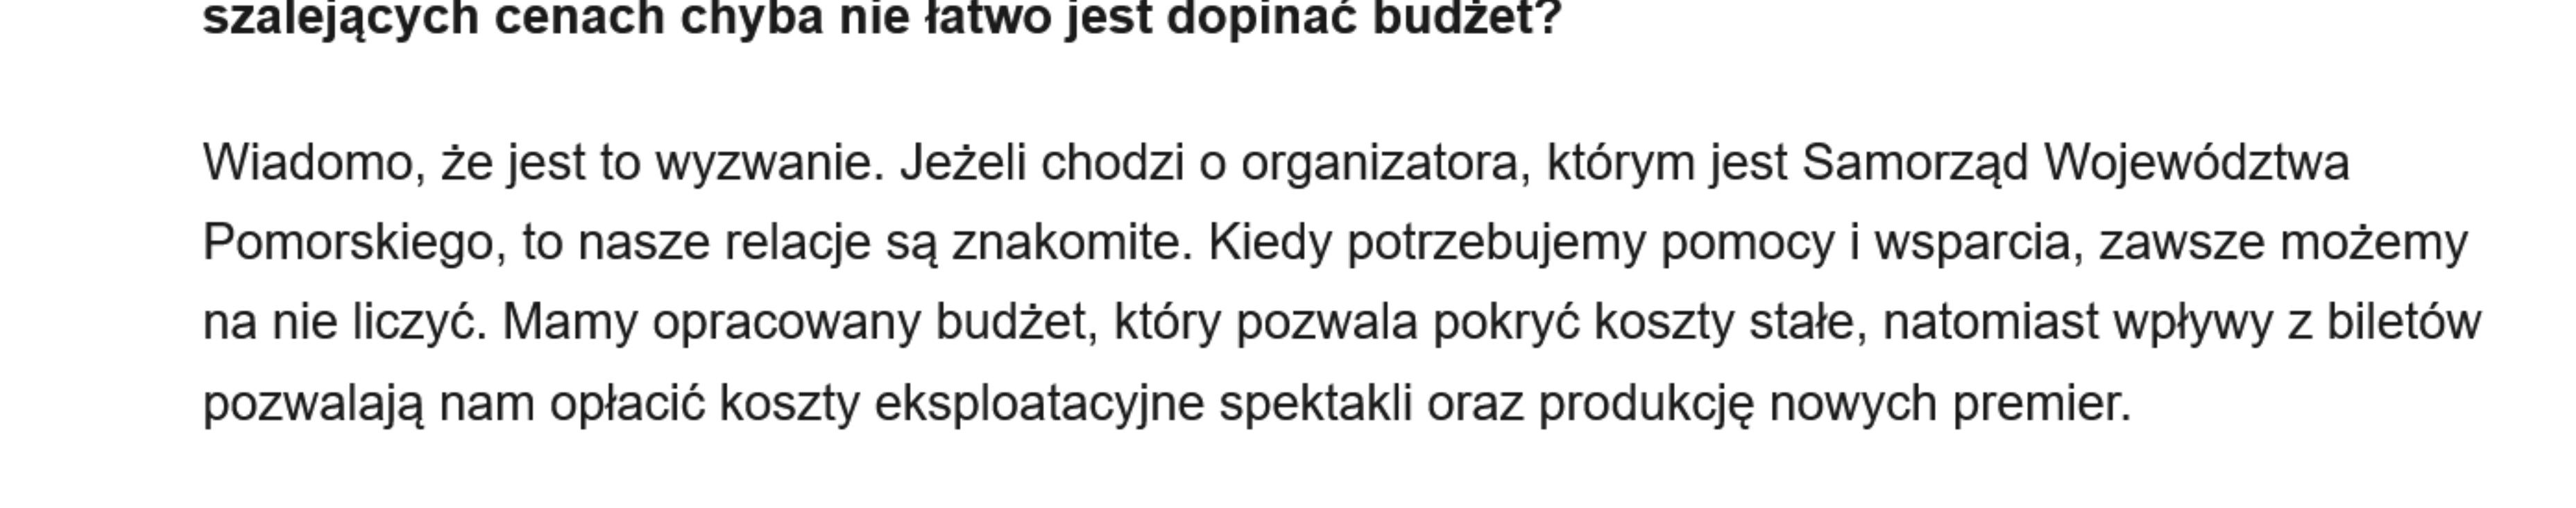 szalejących cenach chyba nie łatwo jest dopinać budżet?
Wiadomo, że jest to wyzwanie. Jeżeli chodzi o organizatora, którym jest Samorząd Województwa
Pomorskiego, to nasze relacje są znakomite. Kiedy potrzebujemy pomocy i wsparcia, zawsze możemy
na nie liczyć. Mamy opracowany budżet, który pozwala pokryć koszty stałe, natomiast wpływy z biletów
pozwalają nam opłacić koszty eksploatacyjne spektakli oraz produkcję nowych premier.